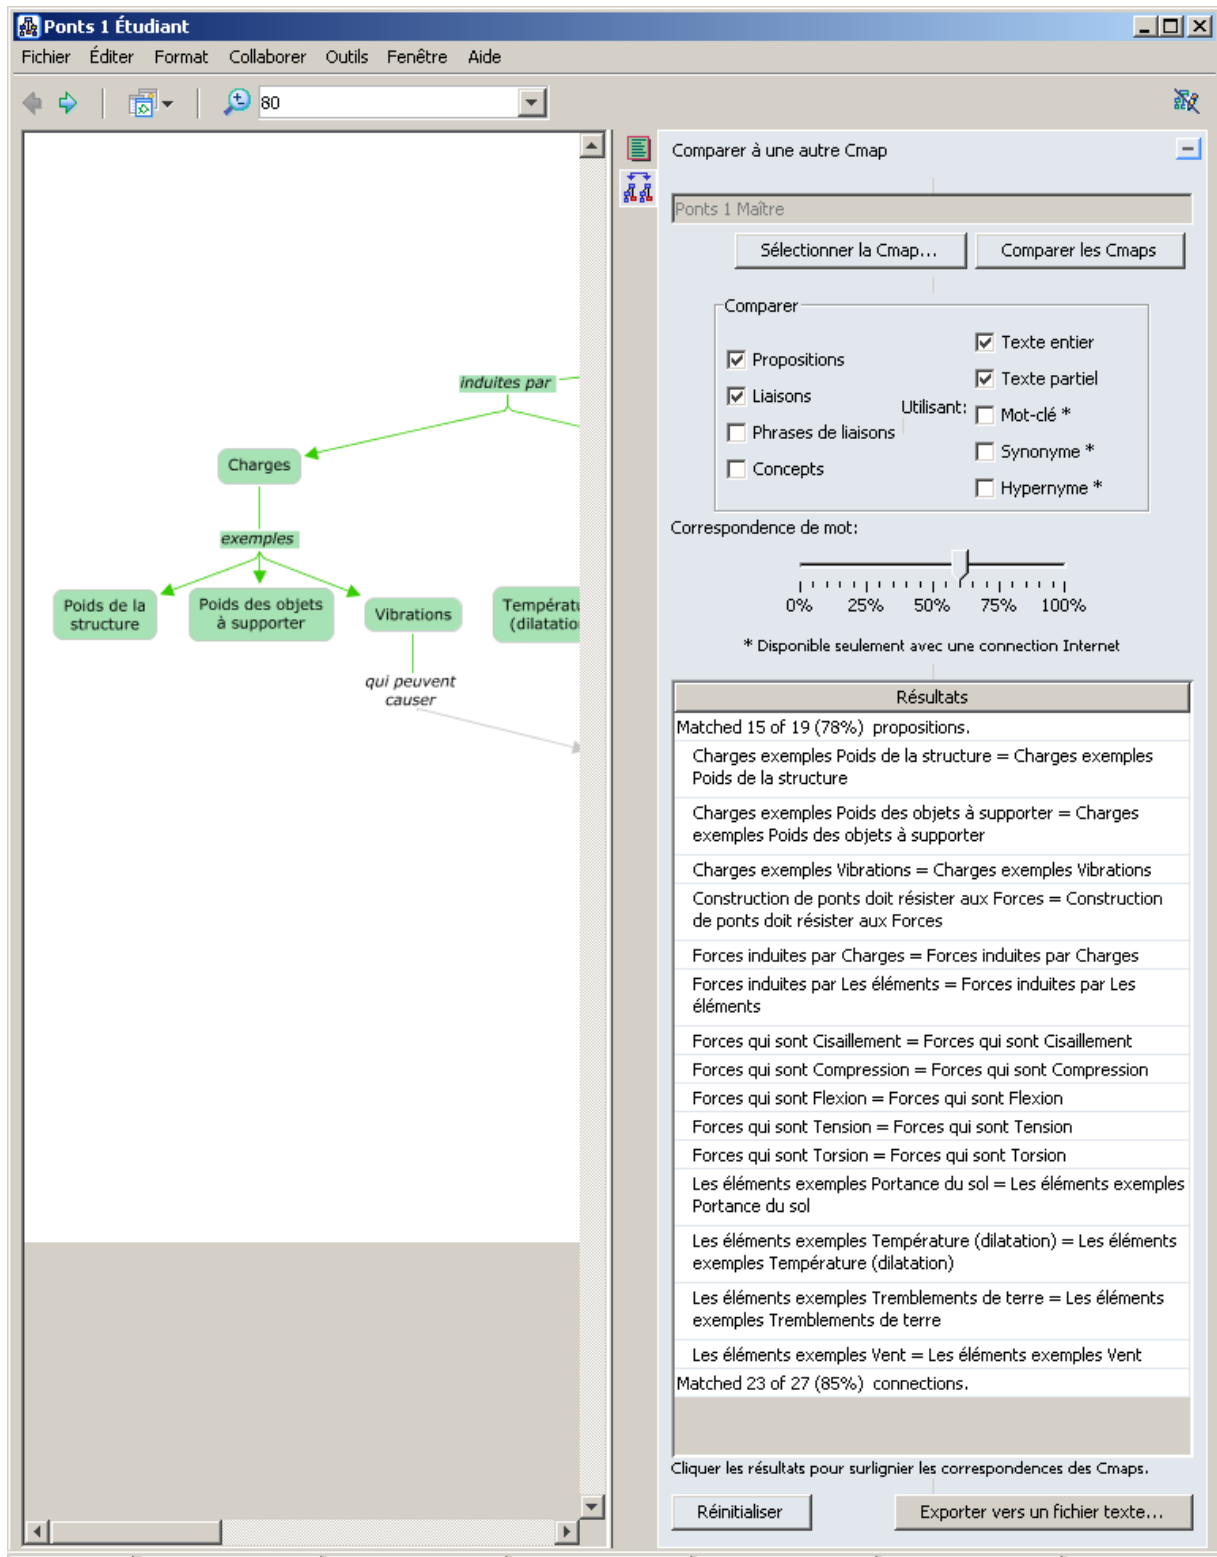 Ponts 1 Étudiant
Fichier Éditer Format Collaborer Outils Fenêtre Aide
80
induites par
Charges
exemples
Poids de la
structure
Poids des objets
à supporter
Vibrations
Températu
(dilatatio
qui peuvent
causer
Comparer à une autre Cmap
Ponts 1 Maître
Sélectionner la Cmap... Comparer les Cmaps
Comparer
Propositions
Liaisons
Phrases de liaisons
Concepts
Utilisant:
Texte entier
Texte partiel
Mot-clé *
Synonyme *
Hypernyme *
Correspondence de mot:
0% 25% 50% 75% 100%
* Disponible seulement avec une connection Internet
Résultats
Matched 15 of 19 (78%) propositions.
Charges exemples Poids de la structure = Charges exemples
Poids de la structure
Charges exemples Poids des objets à supporter = Charges
exemples Poids des objets à supporter
Charges exemples Vibrations = Charges exemples Vibrations
Construction de ponts doit résister aux Forces = Construction
de ponts doit résister aux Forces
Forces induites par Charges = Forces induites par Charges
Forces induites par Les éléments = Forces induites par Les
éléments
Forces qui sont Cisaillement = Forces qui sont Cisaillement
Forces qui sont Compression = Forces qui sont Compression
Forces qui sont Flexion = Forces qui sont Flexion
Forces qui sont Tension = Forces qui sont Tension
Forces qui sont Torsion = Forces qui sont Torsion
Les éléments exemples Portance du sol = Les éléments exemples
Portance du sol
Les éléments exemples Température (dilatation) = Les éléments
exemples Température (dilatation)
Les éléments exemples Tremblements de terre = Les éléments
exemples Tremblements de terre
Les éléments exemples Vent = Les éléments exemples Vent
Matched 23 of 27 (85%) connections.
Cliquer les résultats pour surlignier les correspondences des Cmaps.
Réinitialiser Exporter vers un fichier texte...